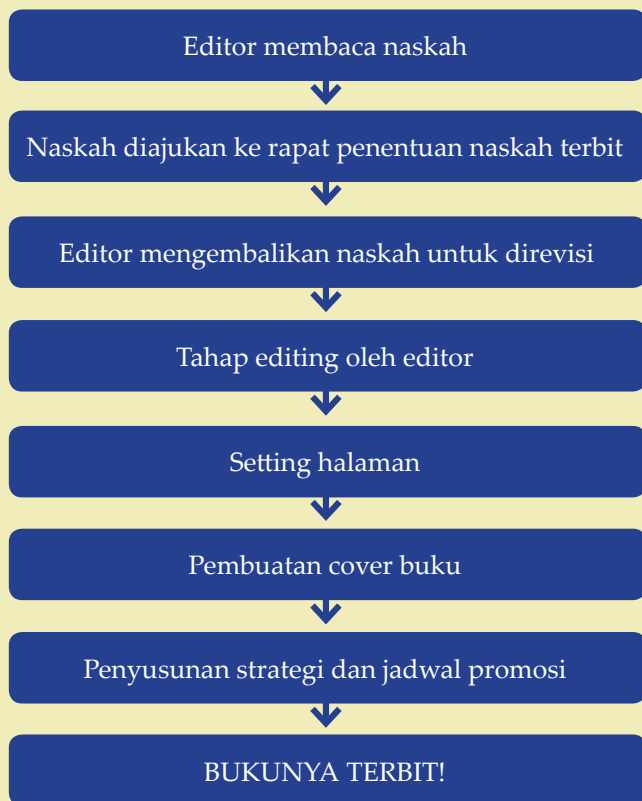 Editor membaca naskah
Naskah diajukan ke rapat penentuan naskah terbit
Editor mengembalikan naskah untuk direvisi
Tahap editing oleh editor
Setting halaman
Pembuatan cover buku
Penyusunan strategi dan jadwal promosi
BUKUNYA TERBIT!